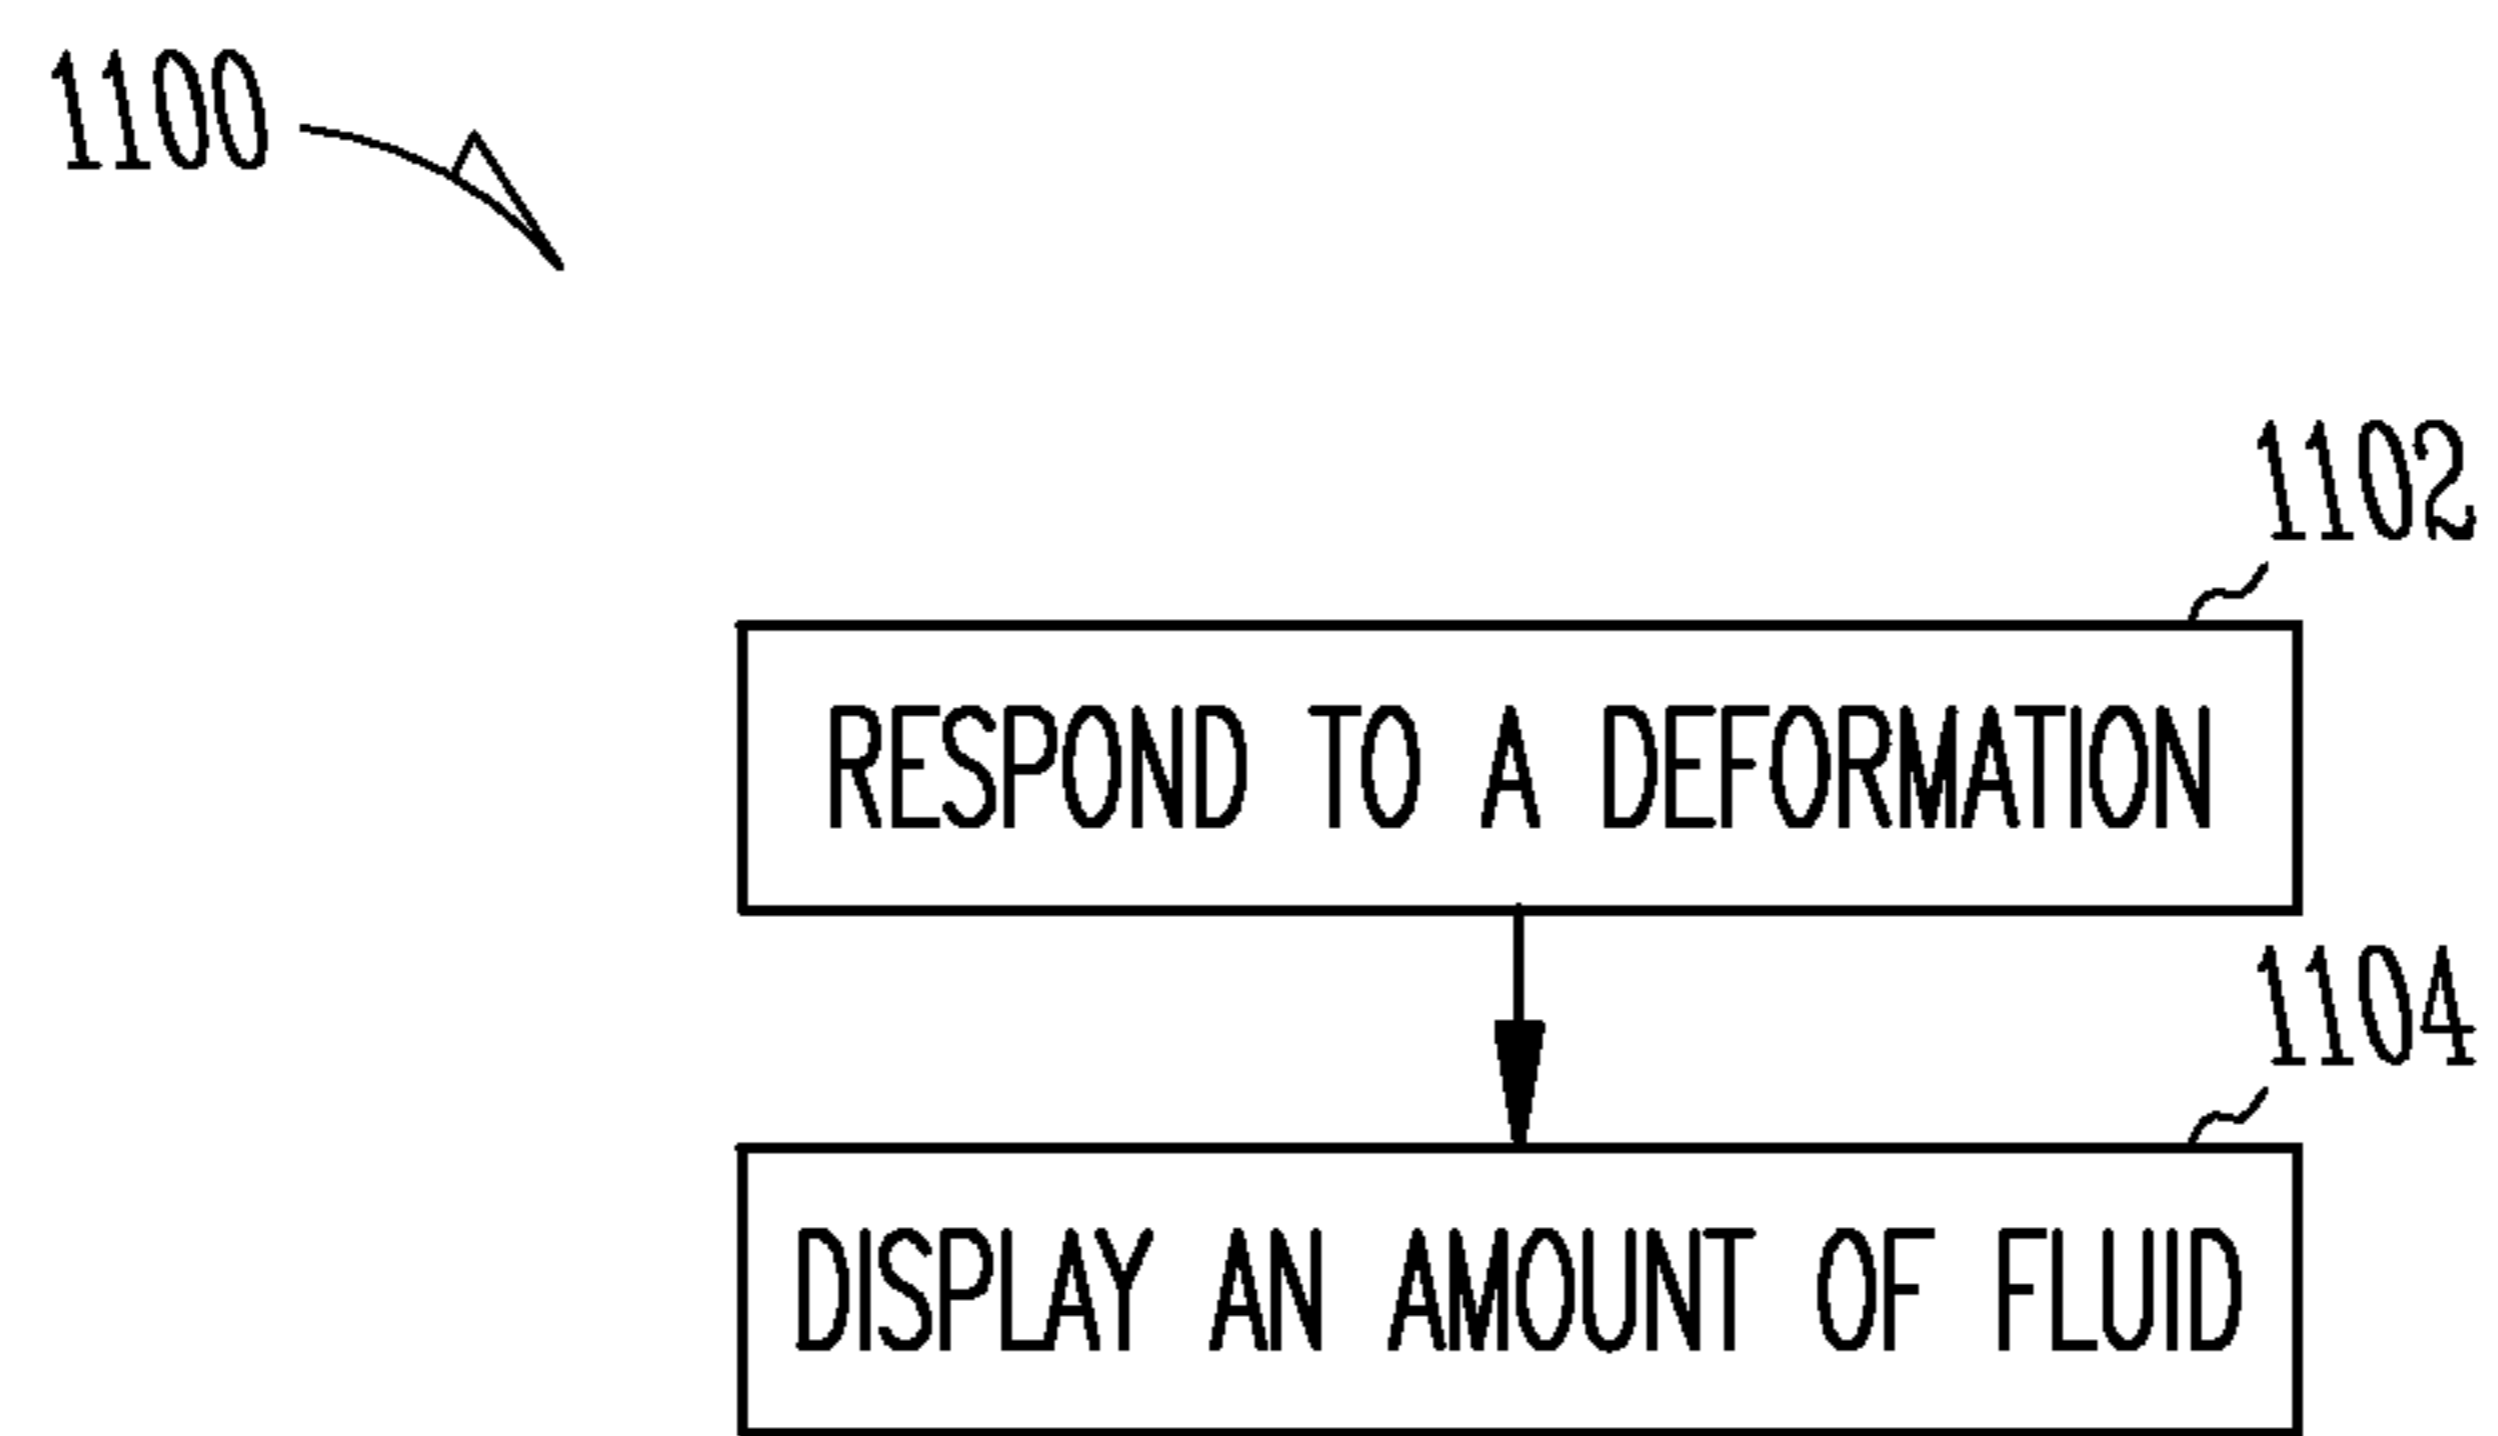 1100
1102
RESPOND TO A DEFORMATION
1104
DISPLAY AN AMOUNT OF FLUID